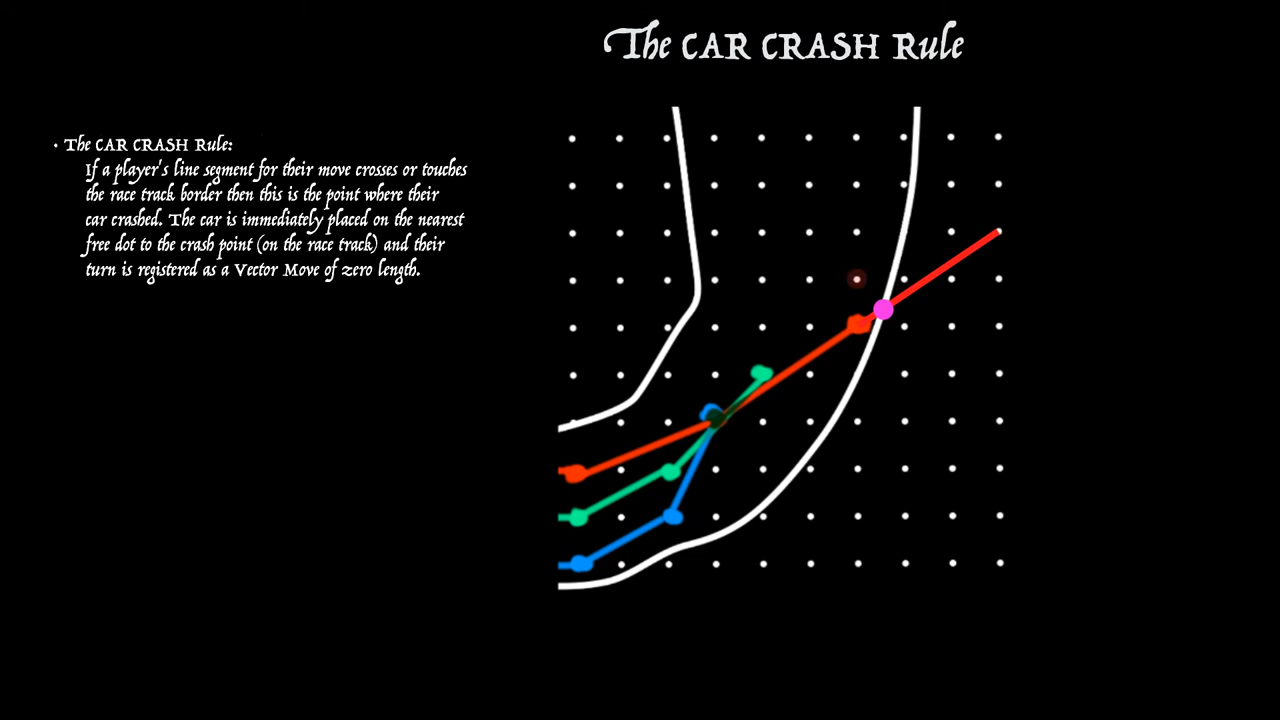 The CAR CRASH Rule
· The CAR CRASH Rule:
If a player's line segment for their move crosses or touches
the race track border then this is the point where their
car crashed. The car is immediately placed on the nearest
free dot to the crash point (on the race track) and their
turn is registered as a Vector Move of zero length.